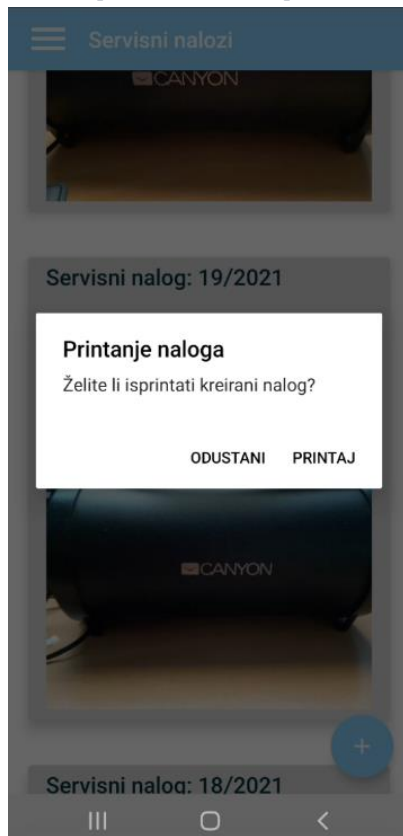 Servisni nalozi
CANYON
Servisni nalog: 19/2021
Printanje naloga
Želite li isprintati kreirani nalog?
ODUSTANI PRINTAJ
CANYON
Servisni nalog: 18/2021